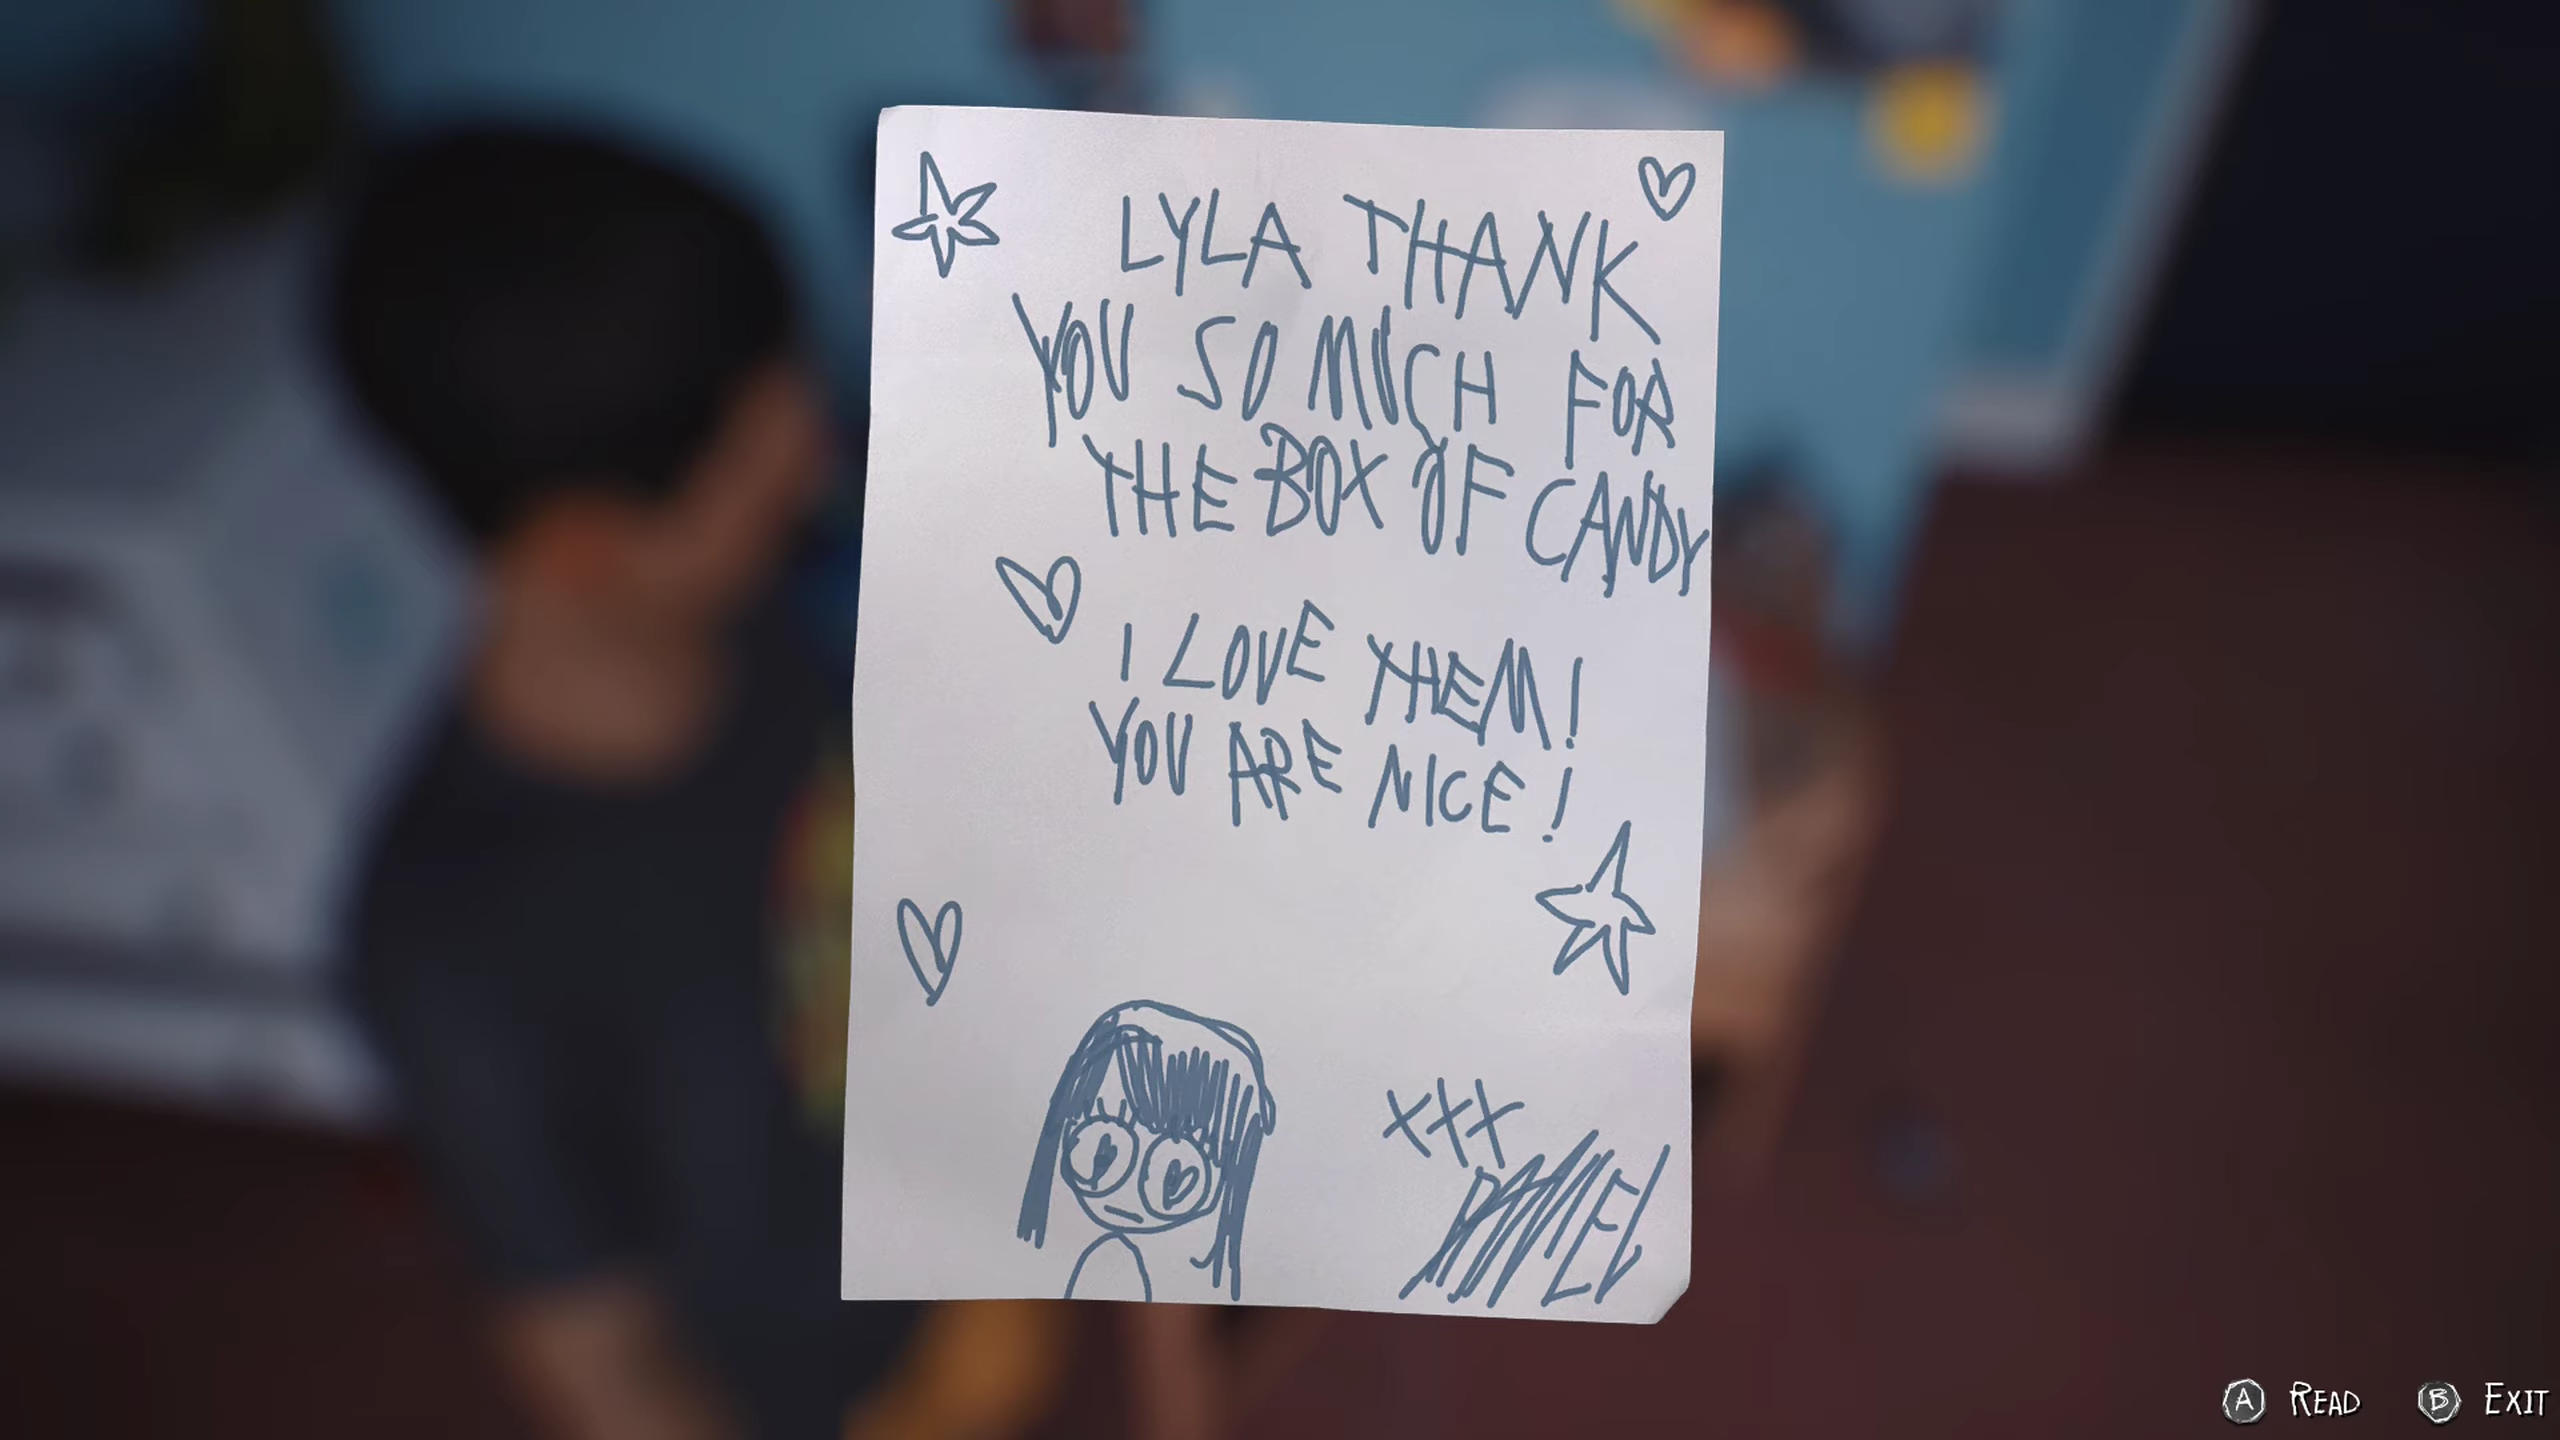 LYLA THANK
YOU SO MUCH FOR
THE BOX OF CANDY
I LOVE THEM!
YOU ARE NICE!
XXX
DANIEL
A READ B EXIT